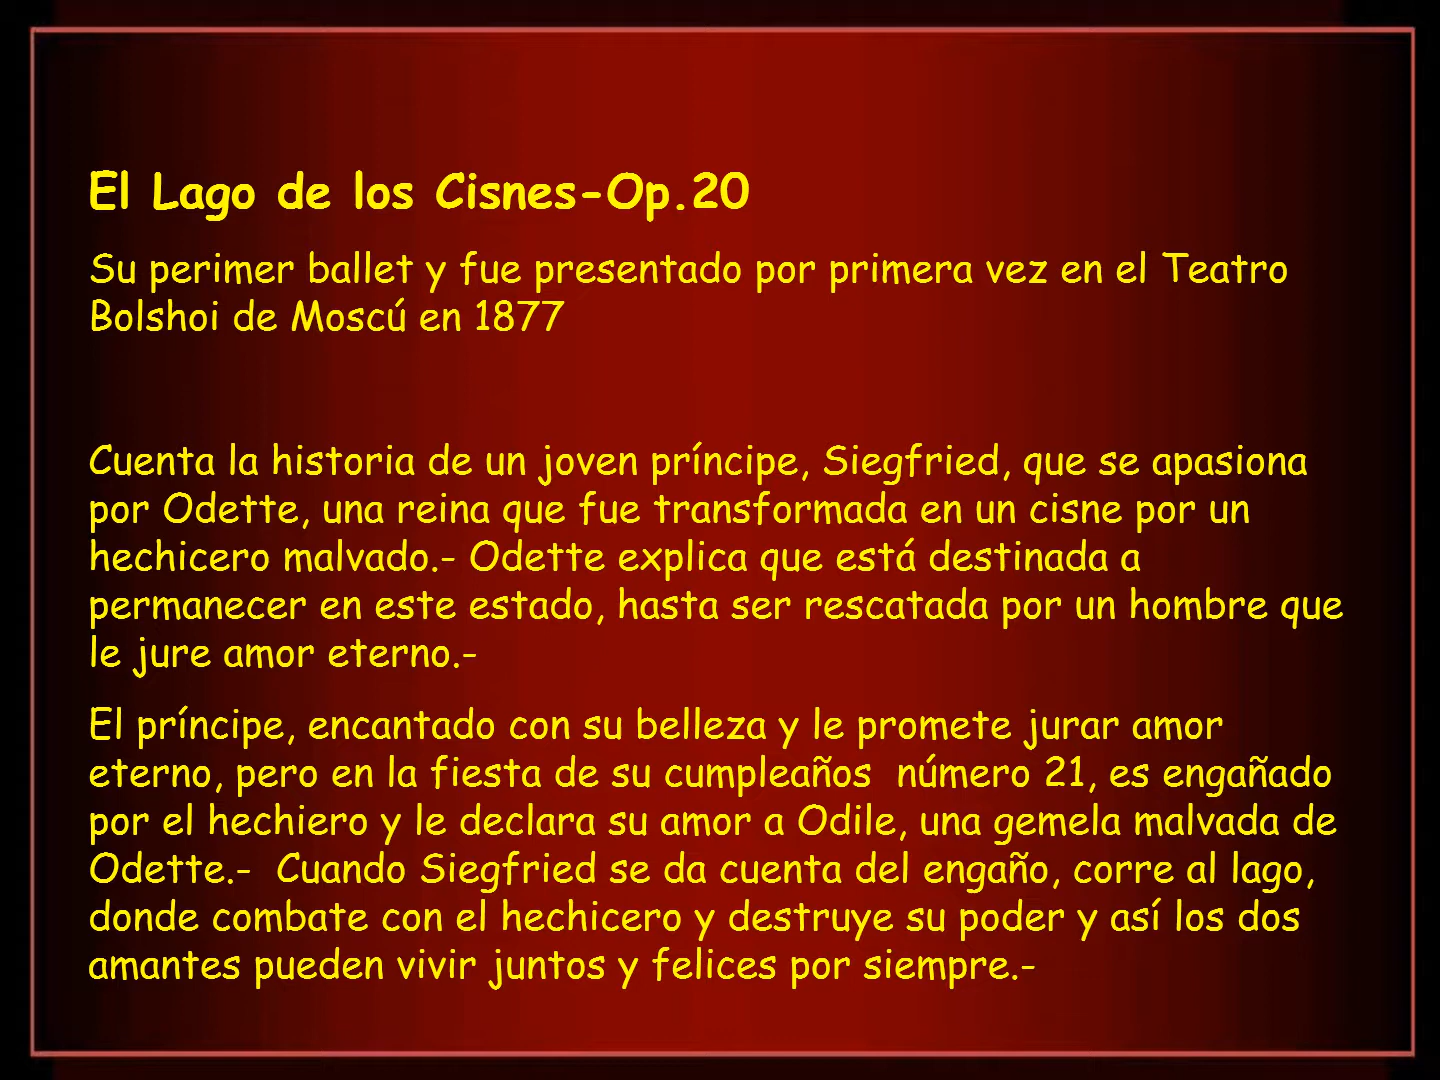 El Lago de los Cisnes-Op.20
Su perimer ballet y fue presentado por primera vez en el Teatro
Bolshoi de Moscú en 1877
Cuenta la historia de un joven príncipe, Siegfried, que se apasiona
por Odette, una reina que fue transformada en un cisne por un
hechicero malvado.- Odette explica que está destinada a
permanecer en este estado, hasta ser rescatada por un hombre que
le jure amor eterno.-
El príncipe, encantado con su belleza y le promete jurar amor
eterno, pero en la fiesta de su cumpleaños  número 21, es engañado
por el hechiero y le declara su amor a Odile, una gemela malvada de
Odette.-  Cuando Siegfried se da cuenta del engaño, corre al lago,
donde combate con el hechicero y destruye su poder y así los dos
amantes pueden vivir juntos y felices por siempre.-